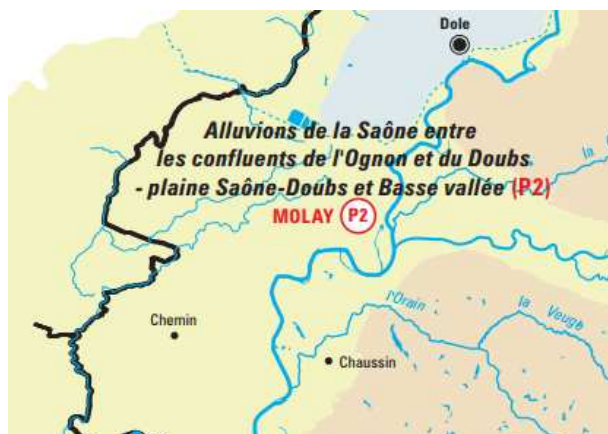 Dole
Alluvions de la Saône entre
les confluents de l'Ognon et du Doubs
- plaine Saône-Doubs et Basse vallée (P2)
la
MOLAY P2
l'Orain
la Veuge
Chemin
Chaussin